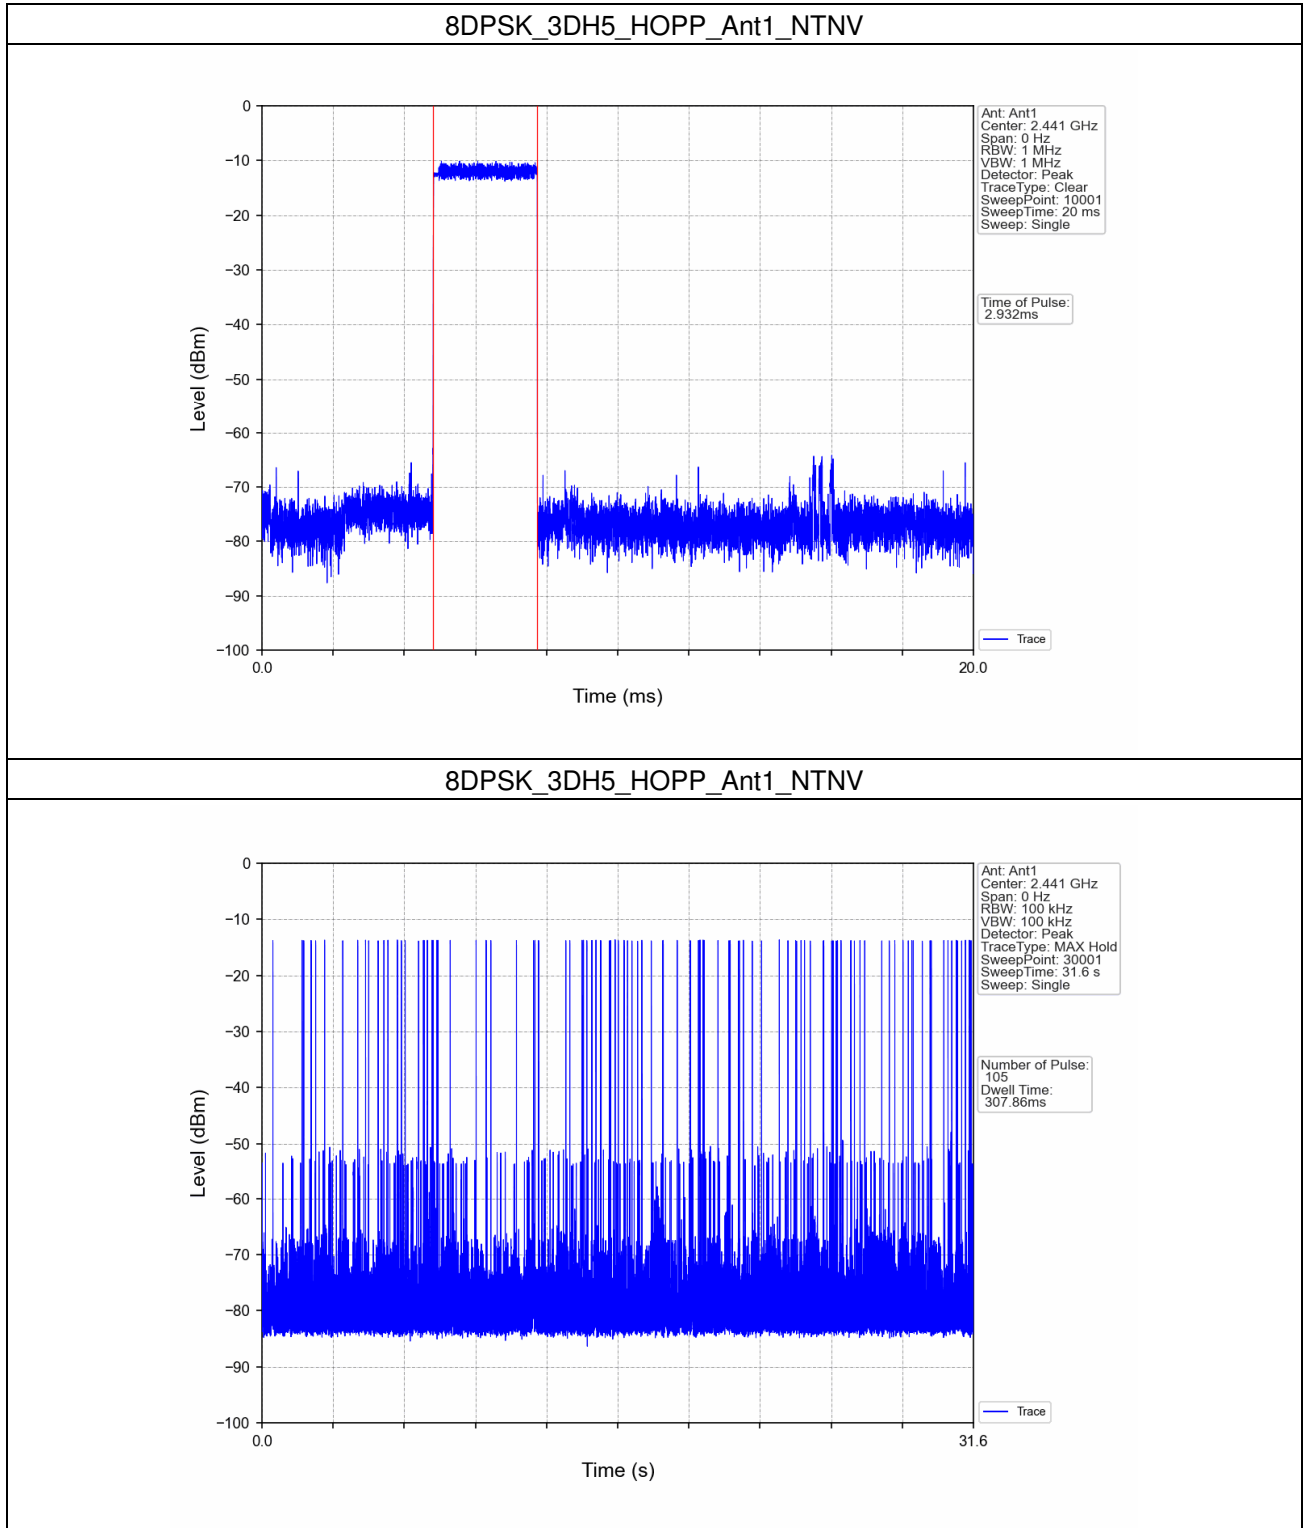 8DPSK_3DH5_HOPP_Ant1_NTNV
0
−10
−20
−30
−40
−50
−60
−70
−80
−90
−100
Level (dBm)
0.0
20.0
Time (ms)
Ant: Ant1
Center: 2.441 GHz
Span: 0 Hz
RBW: 1 MHz
VBW: 1 MHz
Detector: Peak
TraceType: Clear
SweepPoint: 10001
SweepTime: 20 ms
Sweep: Single
Time of Pulse:
2.932ms
Trace
8DPSK_3DH5_HOPP_Ant1_NTNV
0
−10
−20
−30
−40
−50
−60
−70
−80
−90
−100
Level (dBm)
0.0
31.6
Time (s)
Ant: Ant1
Center: 2.441 GHz
Span: 0 Hz
RBW: 100 kHz
VBW: 100 kHz
Detector: Peak
TraceType: MAX Hold
SweepPoint: 30001
SweepTime: 31.6 s
Sweep: Single
Number of Pulse:
105
Dwell Time:
307.86ms
Trace